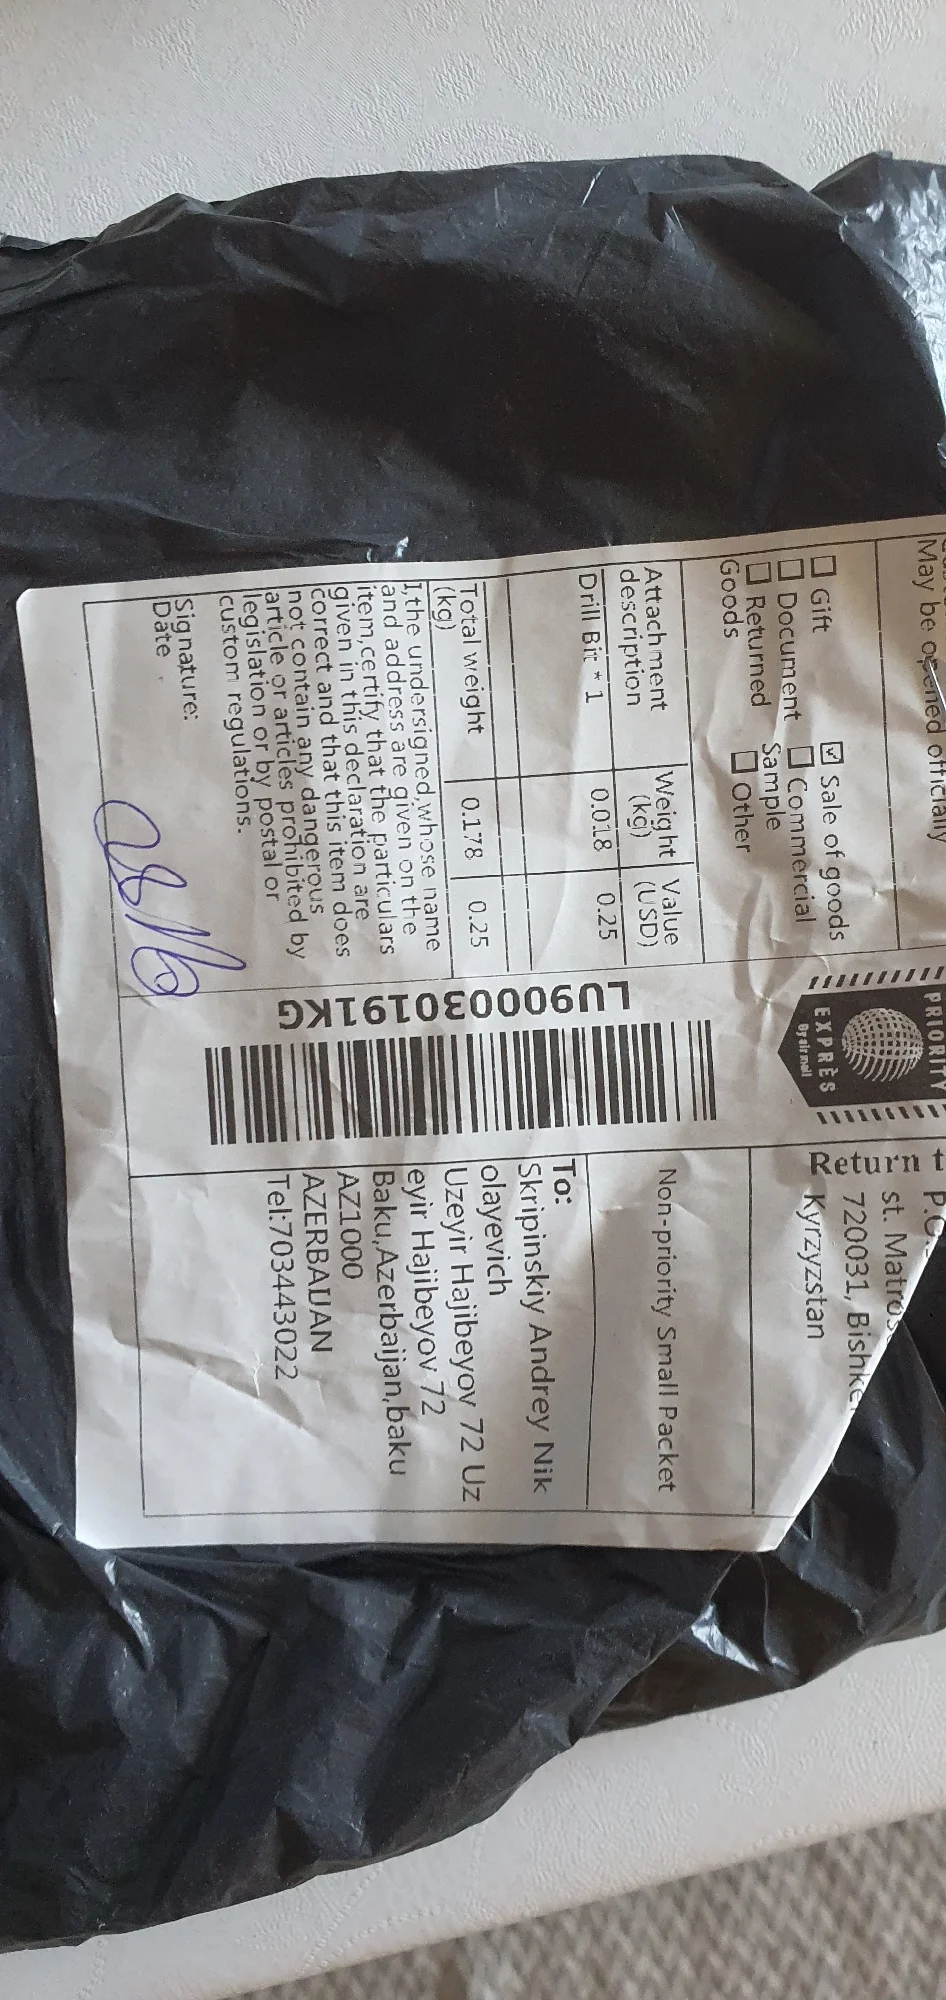 May be opened officially
☐ Gift
☑ Sale of goods
☐ Document
☐ Commercial
Sample
☐ Returned
Goods
☐ Other
Attachment
description
Weight
(kg)
Value
(USD)
Drill Bit * 1 0.018 0.25
Total weight
(kg)
0.178 0.25
I,the undersigned,whose name
and address are given on the
item,certify that the particulars
given in this declaration are
correct and that this item does
not contain any dangerous
article or articles prohibited by
legislation or by postal or
custom regulations.
Signature:
Date
PRIORITY
EXPRÈS
By airmail
LU900030191KG
Return
st.
720031,
Kyrzyzstan
Non-priority Small Packet
To:
Skripinskiy Andrey Nik
olayevich
Uzeyir Hajibeyov 72 Uz
eyir Hajibeyov 72
Baku,Azerbaijan,baku
AZ1000
AZERBAIJAN
Tel:703443022